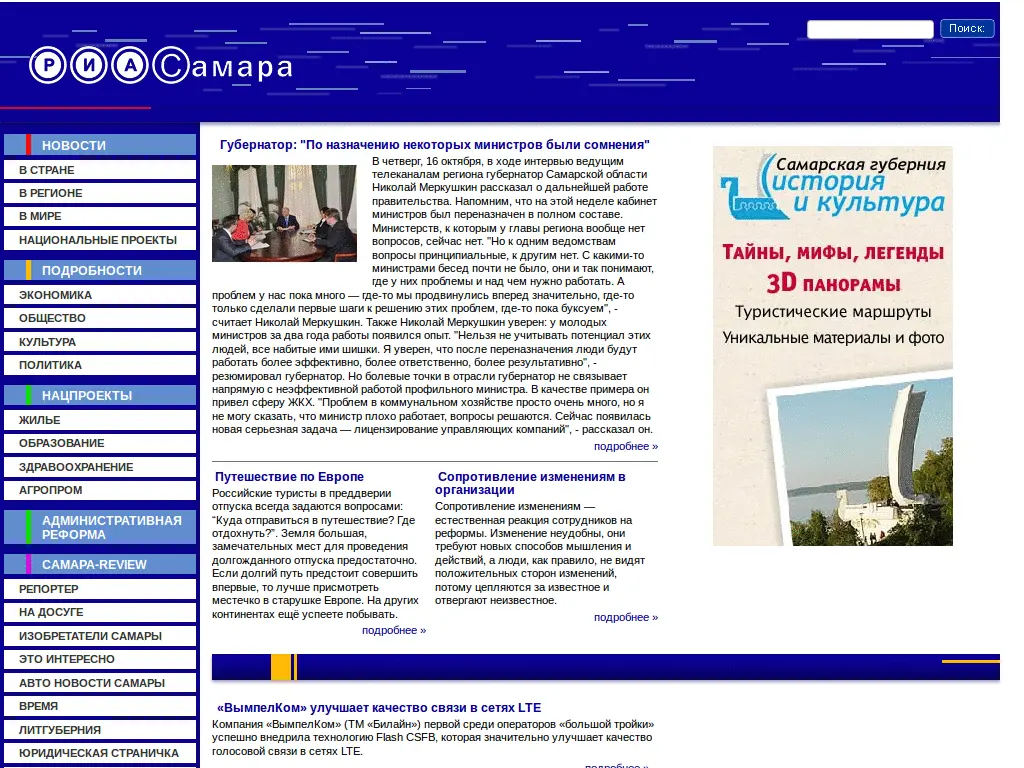 Поиск:
РИА Самара
НОВОСТИ
В СТРАНЕ
В РЕГИОНЕ
В МИРЕ
НАЦИОНАЛЬНЫЕ ПРОЕКТЫ
ПОДРОБНОСТИ
ЭКОНОМИКА
ОБЩЕСТВО
КУЛЬТУРА
ПОЛИТИКА
НАЦПРОЕКТЫ
ЖИЛЬЕ
ОБРАЗОВАНИЕ
ЗДРАВООХРАНЕНИЕ
АГРОПРОМ
АДМИНИСТРАТИВНАЯ
РЕФОРМА
САМАРА-REVIEW
РЕПОРТЕР
НА ДОСУГЕ
ИЗОБРЕТАТЕЛИ САМАРЫ
ЭТО ИНТЕРЕСНО
АВТО НОВОСТИ САМАРЫ
ВРЕМЯ
ЛИТГУБЕРНИЯ
ЮРИДИЧЕСКАЯ СТРАНИЧКА
Губернатор: "По назначению некоторых министров были сомнения"
В четверг, 16 октября, в ходе интервью ведущим
телеканалам региона губернатор Самарской области
Николай Меркушкин рассказал о дальнейшей работе
правительства. Напомним, что на этой неделе кабинет
министров был переназначен в полном составе.
Министерств, к которым у главы региона вообще нет
вопросов, сейчас нет. "Но к одним ведомствам
вопросы принципиальные, к другим нет. С какими-то
министрами бесед почти не было, они и так понимают,
где у них проблемы и над чем нужно работать. А
проблем у нас пока много — где-то мы продвинулись вперед значительно, где-то
только сделали первые шаги к решению этих проблем, где-то пока буксуем", -
считает Николай Меркушкин. Также Николай Меркушкин уверен: у молодых
министров за два года работы появился опыт. "Нельзя не учитывать потенциал этих
людей, все набитые ими шишки. Я уверен, что после переназначения люди будут
работать более эффективно, более ответственно, более результативно", -
резюмировал губернатор. Но болевые точки в отрасли губернатор не связывает
напрямую с неэффективной работой профильного министра. В качестве примера он
привел сферу ЖКХ. "Проблем в коммунальном хозяйстве просто очень много, но я
не могу сказать, что министр плохо работает, вопросы решаются. Сейчас появилась
новая серьезная задача — лицензирование управляющих компаний", - рассказал он.
подробнее »
Путешествие по Европе
Российские туристы в преддверии
отпуска всегда задаются вопросами:
“Куда отправиться в путешествие? Где
отдохнуть?”. Земля большая,
замечательных мест для проведения
долгожданного отпуска предостаточно.
Если долгий путь предстоит совершить
впервые, то лучше присмотреть
местечко в старушке Европе. На других
континентах ещё успеете побывать.
подробнее »
Сопротивление изменениям в
организации
Сопротивление изменениям —
естественная реакция сотрудников на
реформы. Изменение неудобны, они
требуют новых способов мышления и
действий, а люди, как правило, не видят
положительных сторон изменений,
потому цепляются за известное и
отвергают неизвестное.
подробнее »
«ВымпелКом» улучшает качество связи в сетях LTE
Компания «ВымпелКом» (ТМ «Билайн») первой среди операторов «большой тройки»
успешно внедрила технологию Flash CSFB, которая значительно улучшает качество
голосовой связи в сетях LTE.
подробнее »
Самарская губерния
история
и культура
Тайны, мифы, легенды
3D панорамы
Туристические маршруты
Уникальные материалы и фото